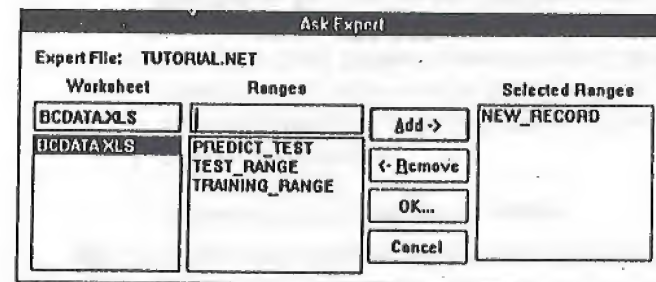 Ask Expert
Expert File: TUTORIAL.NET
Worksheet
Ranges
Selected Ranges
BCDATA.XLS
BCDATA.XLS
PREDICT_TEST
TEST_RANGE
TRAINING_RANGE
Add ->
<- Remove
OK...
Cancel
NEW_RECORD